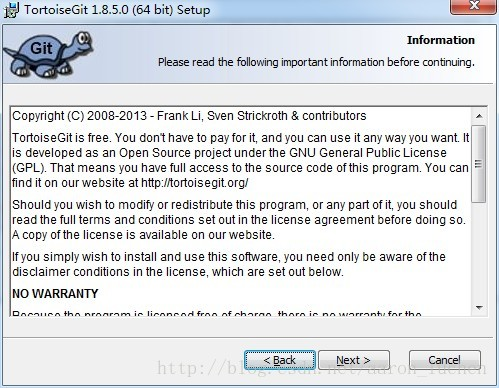 TortoiseGit 1.8.5.0 (64 bit) Setup
Git
Information
Please read the following important information before continuing.
Copyright (C) 2008-2013 - Frank Li, Sven Strickroth & contributors
TortoiseGit is free. You don't have to pay for it, and you can use it any way you want. It
is developed as an Open Source project under the GNU General Public License
(GPL). That means you have full access to the source code of this program. You can
find it on our website at http://tortoisegit.org/
Should you wish to modify or redistribute this program, or any part of it, you should
read the full terms and conditions set out in the license agreement before doing so.
A copy of the license is available on our website.
If you simply wish to install and use this software, you need only be aware of the
disclaimer conditions in the license, which are set out below.
NO WARRANTY
Because the program is licensed free of charge, there is no warranty for the
< Back
Next >
Cancel